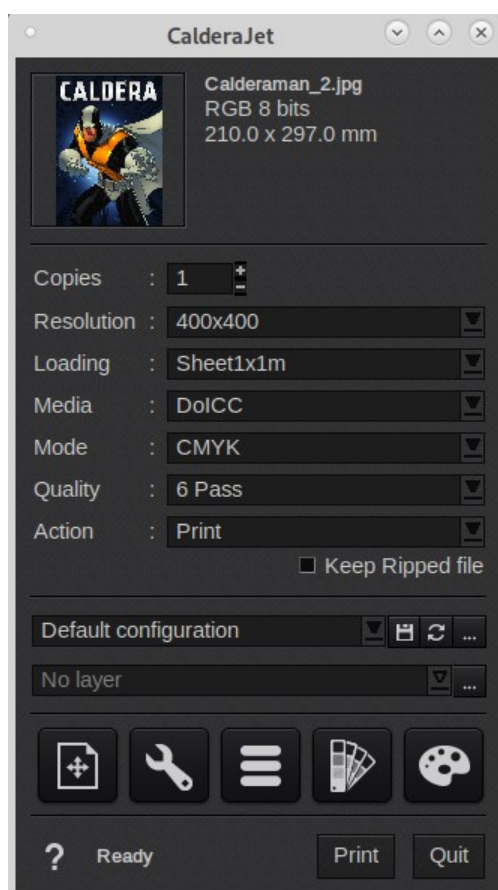 CalderaJet
CALDERA
Calderaman_2.jpg
RGB 8 bits
210.0 x 297.0 mm
Copies : 1
Resolution : 400x400
Loading : Sheet1x1m
Media : DoICC
Mode : CMYK
Quality : 6 Pass
Action : Print
Keep Ripped file
Default configuration ...
No layer ...
? Ready Print Quit